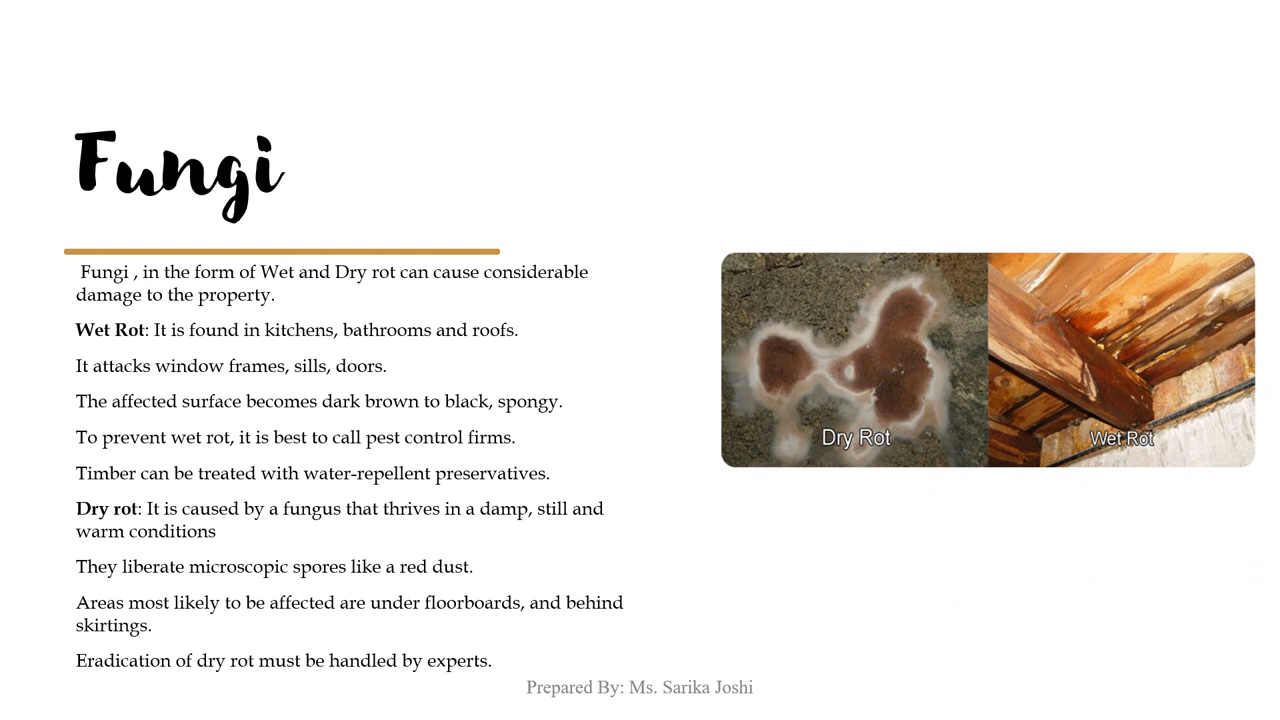 Fungi
Fungi , in the form of Wet and Dry rot can cause considerable
damage to the property.
Wet Rot: It is found in kitchens, bathrooms and roofs.
It attacks window frames, sills, doors.
The affected surface becomes dark brown to black, spongy.
To prevent wet rot, it is best to call pest control firms.
Timber can be treated with water-repellent preservatives.
Dry rot: It is caused by a fungus that thrives in a damp, still and
warm conditions
They liberate microscopic spores like a red dust.
Areas most likely to be affected are under floorboards, and behind
skirtings.
Eradication of dry rot must be handled by experts.
Dry Rot
Wet Rot
Prepared By: Ms. Sarika Joshi